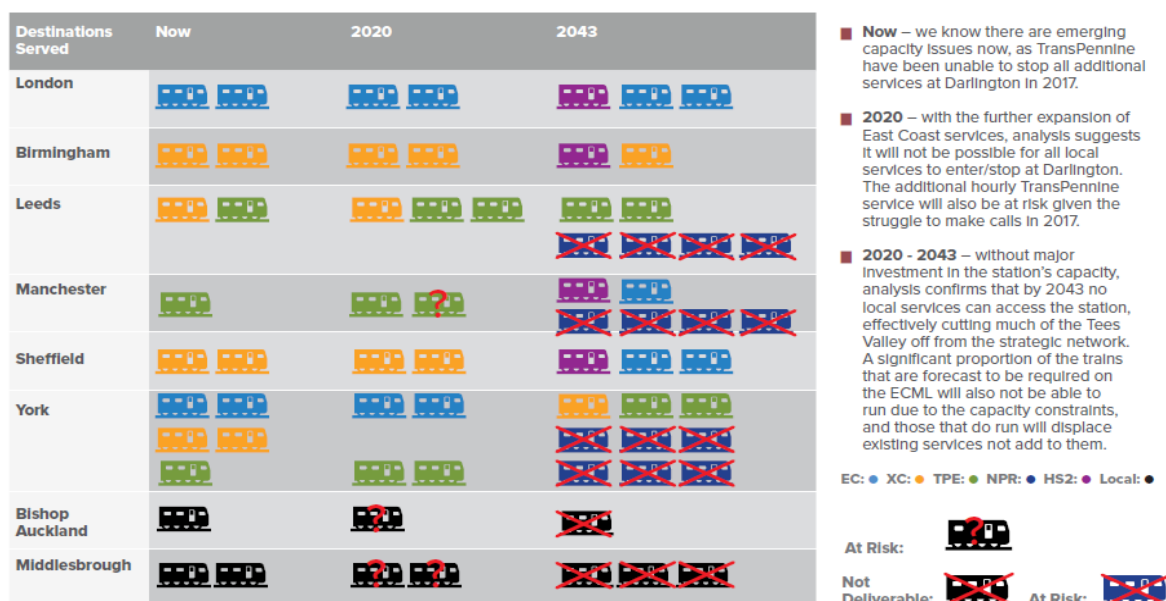 Destinations Served
Now
2020
2043
London
Birmingham
Leeds
Manchester
?
Sheffield
York
Bishop
Auckland
?
Middlesbrough
? ?
Now – we know there are emerging
capacity issues now, as TransPennine
have been unable to stop all additional
services at Darlington in 2017.
2020 – with the further expansion of
East Coast services, analysis suggests
it will not be possible for all local
services to enter/stop at Darlington.
The additional hourly TransPennine
service will also be at risk given the
struggle to make calls in 2017.
2020 - 2043 – without major
investment in the station's capacity,
analysis confirms that by 2043 no
local services can access the station,
effectively cutting much of the Tees
Valley off from the strategic network.
A significant proportion of the trains
that are forecast to be required on
the ECML will also not be able to
run due to the capacity constraints,
and those that do run will displace
existing services not add to them.
EC: XC: TPE: NPR: HS2: Local:
At Risk:
?
Not
Deliverable:
At Risk: